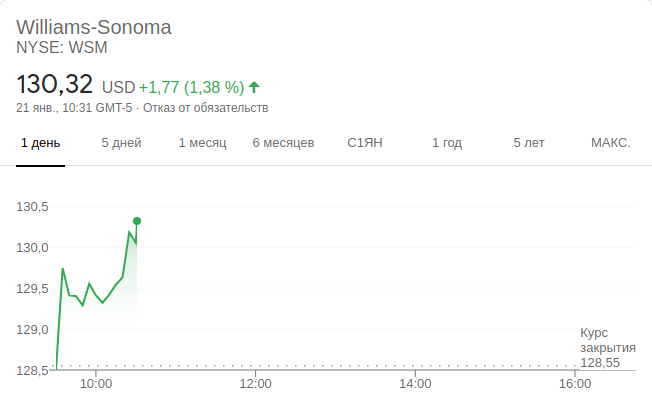 Williams-Sonoma
NYSE: WSM
130,32 USD +1,77 (1,38 %)
21 янв., 10:31 GMT-5 · Отказ от обязательств
1 день 5 дней 1 месяц 6 месяцев С1ЯН 1 год 5 лет МАКС.
130,5
130,0
129,5
129,0
Курс
закрытия
128,55
128,5
10:00 12:00 14:00 16:00